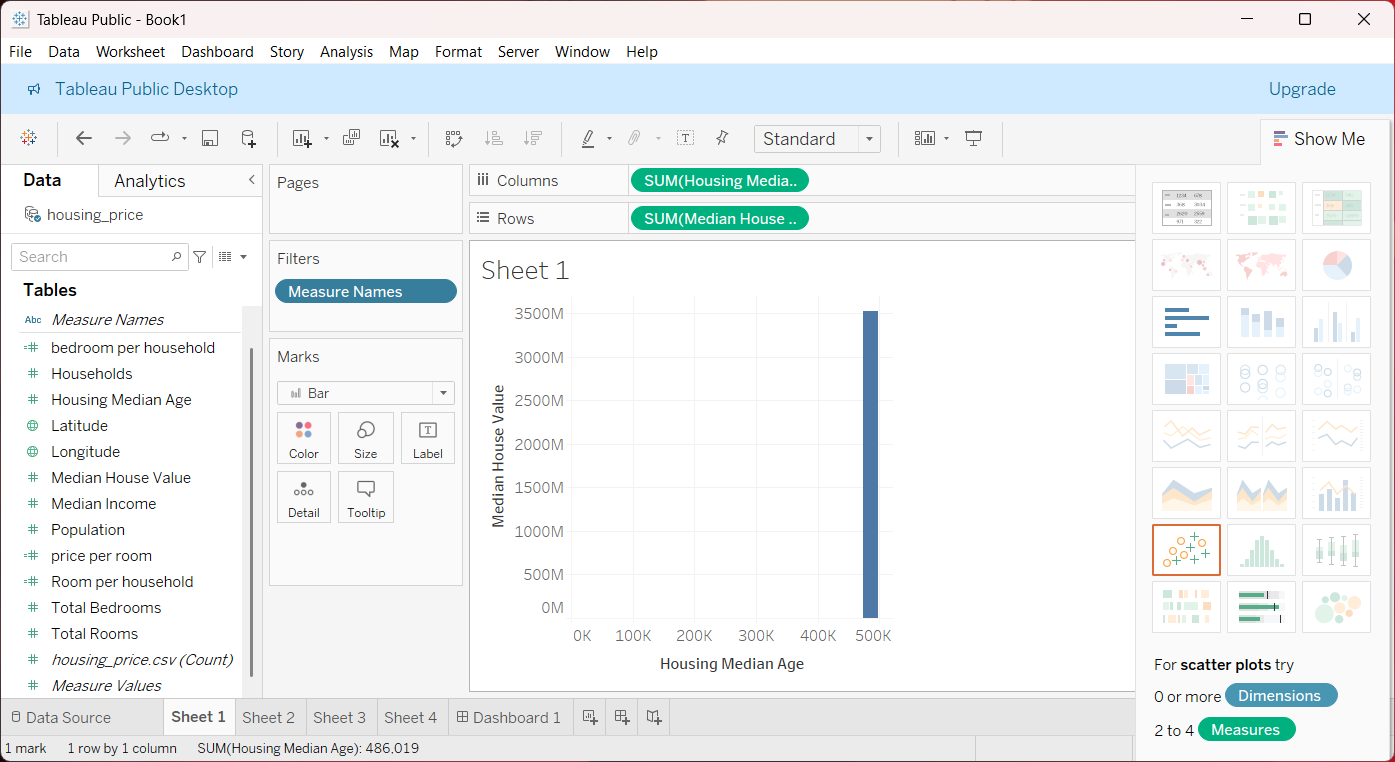 Tableau Public - Book1
File Data Worksheet Dashboard Story Analysis Map Format Server Window Help
Tableau Public Desktop
Upgrade
Standard
Show Me
Data
Analytics
housing_price
Search
Tables
Abc Measure Names
bedroom per household
Households
Housing Median Age
Latitude
Longitude
Median House Value
Median Income
Population
price per room
Room per household
Total Bedrooms
Total Rooms
housing_price.csv (Count)
Measure Values
Pages
Filters
Measure Names
Marks
Bar
Color
Size
Label
Detail
Tooltip
Columns
SUM(Housing Media..
Rows
SUM(Median House ..
Sheet 1
Median House Value
3500M
3000M
2500M
2000M
1500M
1000M
500M
0M
0K 100K 200K 300K 400K 500K
Housing Median Age
For scatter plots try
0 or more Dimensions
2 to 4 Measures
Data Source
Sheet 1
Sheet 2
Sheet 3
Sheet 4
Dashboard 1
1 mark 1 row by 1 column SUM(Housing Median Age): 486,019